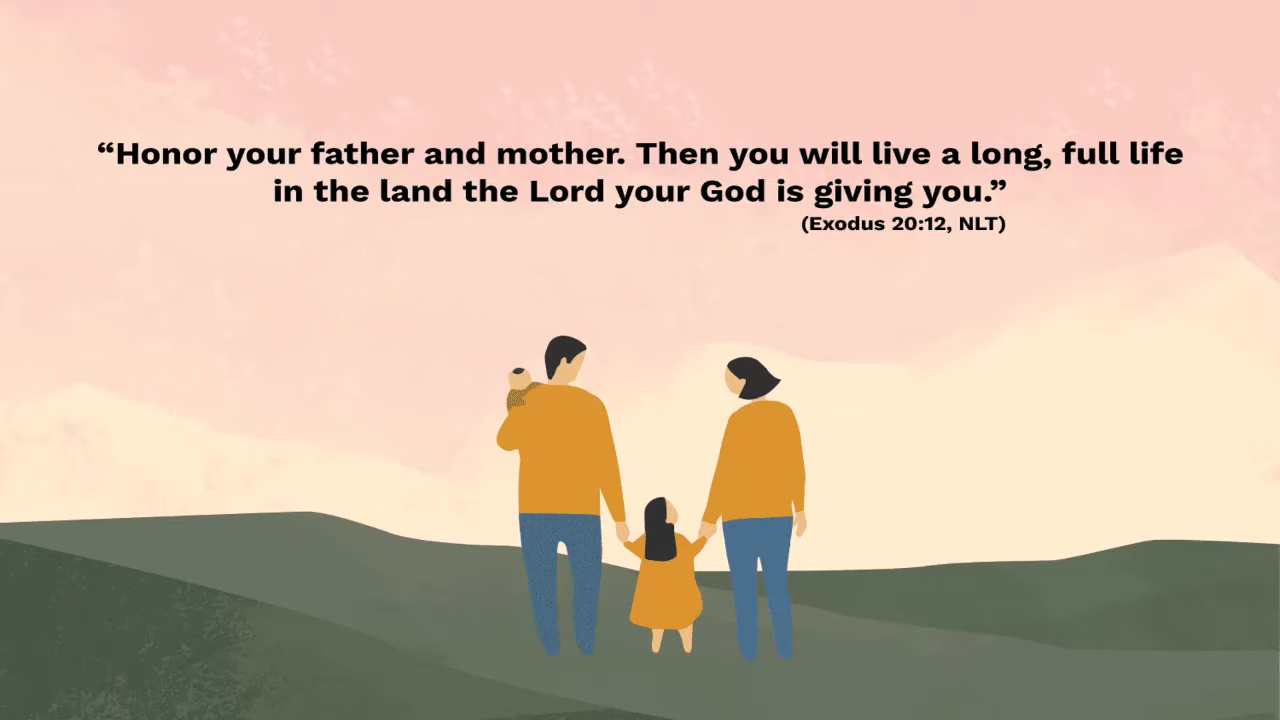 “Honor your father and mother. Then you will live a long, full life
in the land the Lord your God is giving you.”
(Exodus 20:12, NLT)